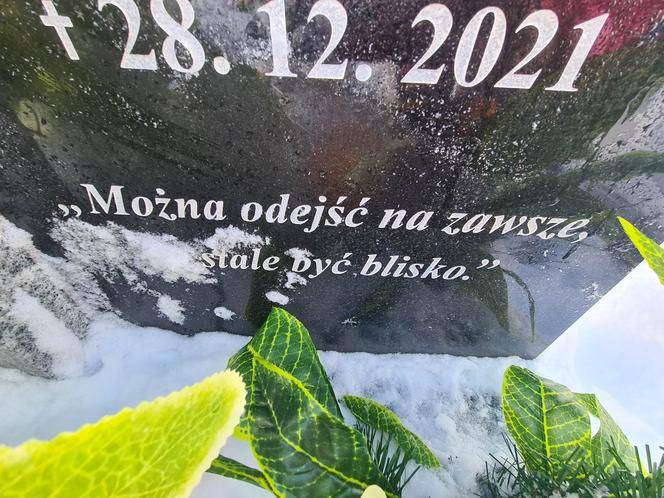 † 28. 12. 2021
„Można odejść na zawsze,
stale być blisko.”